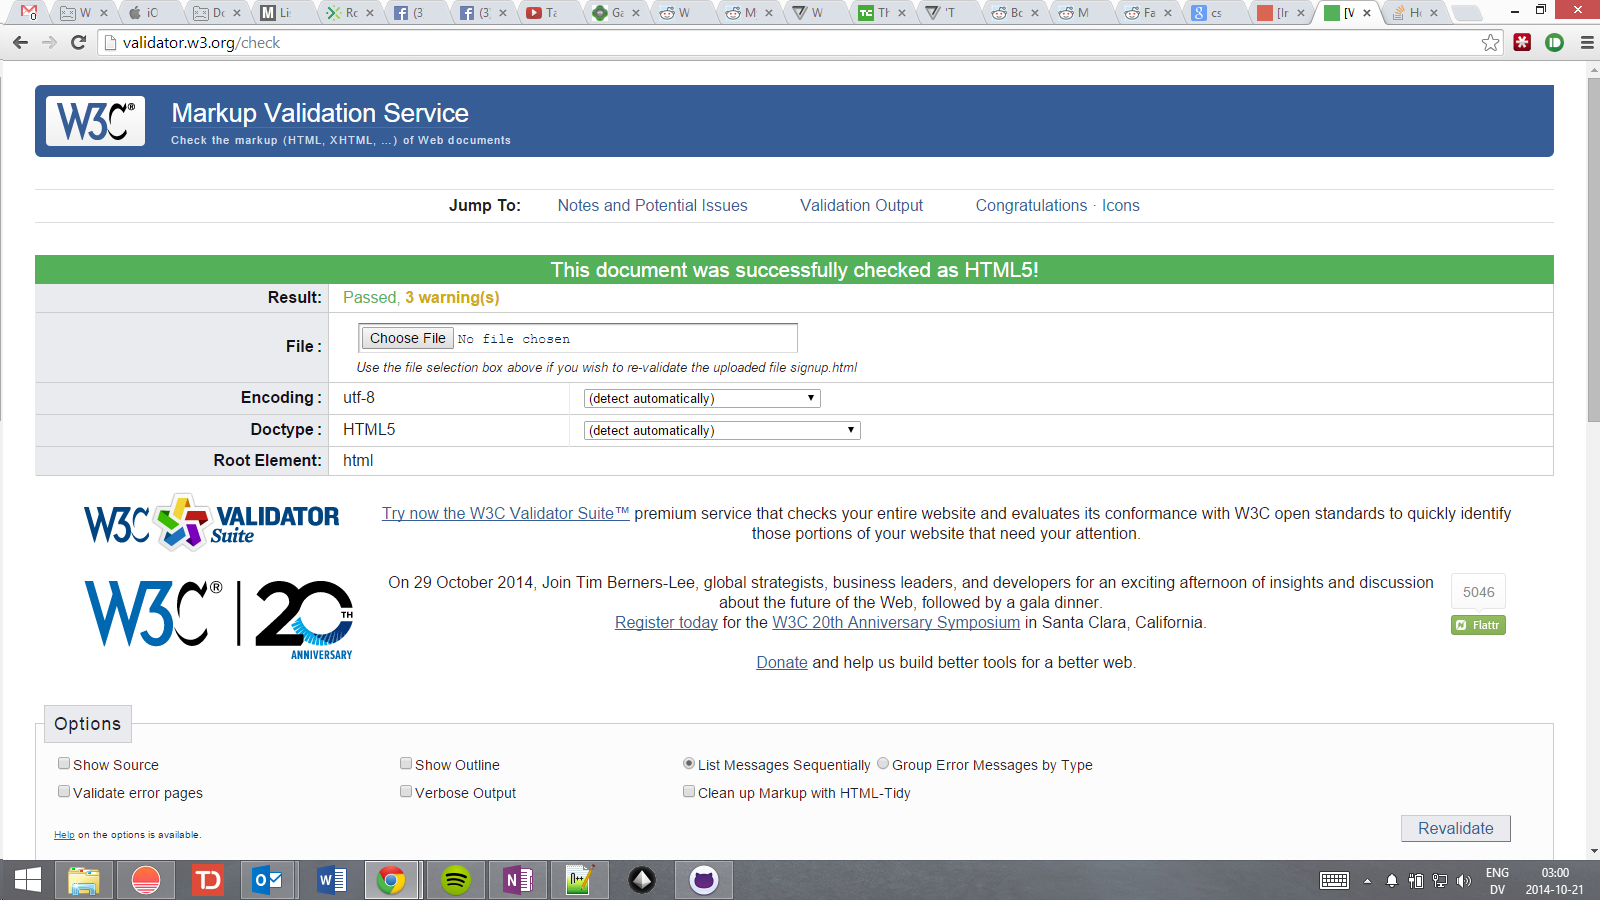 W
iO
Do
M Li
Ro
(3
(3)
Ta
Ga
W
M
W
TC Th
'T
Bo
M
Fa
cs
[In
[V
Ho
validator.w3.org/check
W3C®
Markup Validation Service
Check the markup (HTML, XHTML, …) of Web documents
Jump To: Notes and Potential Issues Validation Output Congratulations · Icons
This document was successfully checked as HTML5!
Result: Passed, 3 warning(s)
File : Choose File No file chosen
Use the file selection box above if you wish to re-validate the uploaded file signup.html
Encoding : utf-8 (detect automatically)
Doctype : HTML5 (detect automatically)
Root Element: html
W3C VALIDATOR Suite
Try now the W3C Validator Suite™ premium service that checks your entire website and evaluates its conformance with W3C open standards to quickly identify
those portions of your website that need your attention.
W3C® | 20TH ANNIVERSARY
On 29 October 2014, Join Tim Berners-Lee, global strategists, business leaders, and developers for an exciting afternoon of insights and discussion
about the future of the Web, followed by a gala dinner.
Register today for the W3C 20th Anniversary Symposium in Santa Clara, California.
5046
Flattr
Donate and help us build better tools for a better web.
Options
Show Source Show Outline List Messages Sequentially Group Error Messages by Type
Validate error pages Verbose Output Clean up Markup with HTML-Tidy
Help on the options is available.
Revalidate
ENG 03:00
DV 2014-10-21